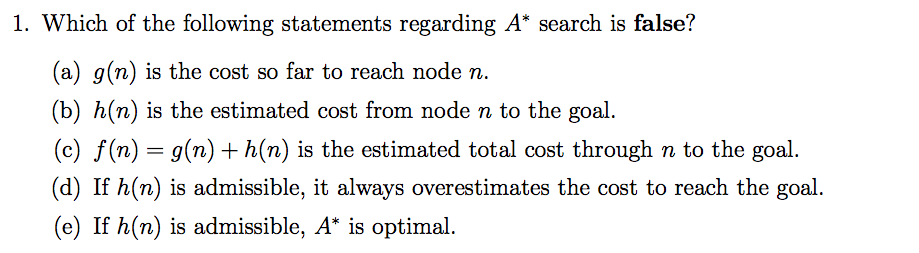 1. Which of the following statements regarding A* search is false?
(a) g(n) is the cost so far to reach node n.
(b) h(n) is the estimated cost from node n to the goal.
(c) f(n) = g(n) + h(n) is the estimated total cost through n to the goal.
(d) If h(n) is admissible, it always overestimates the cost to reach the goal.
(e) If h(n) is admissible, A* is optimal.